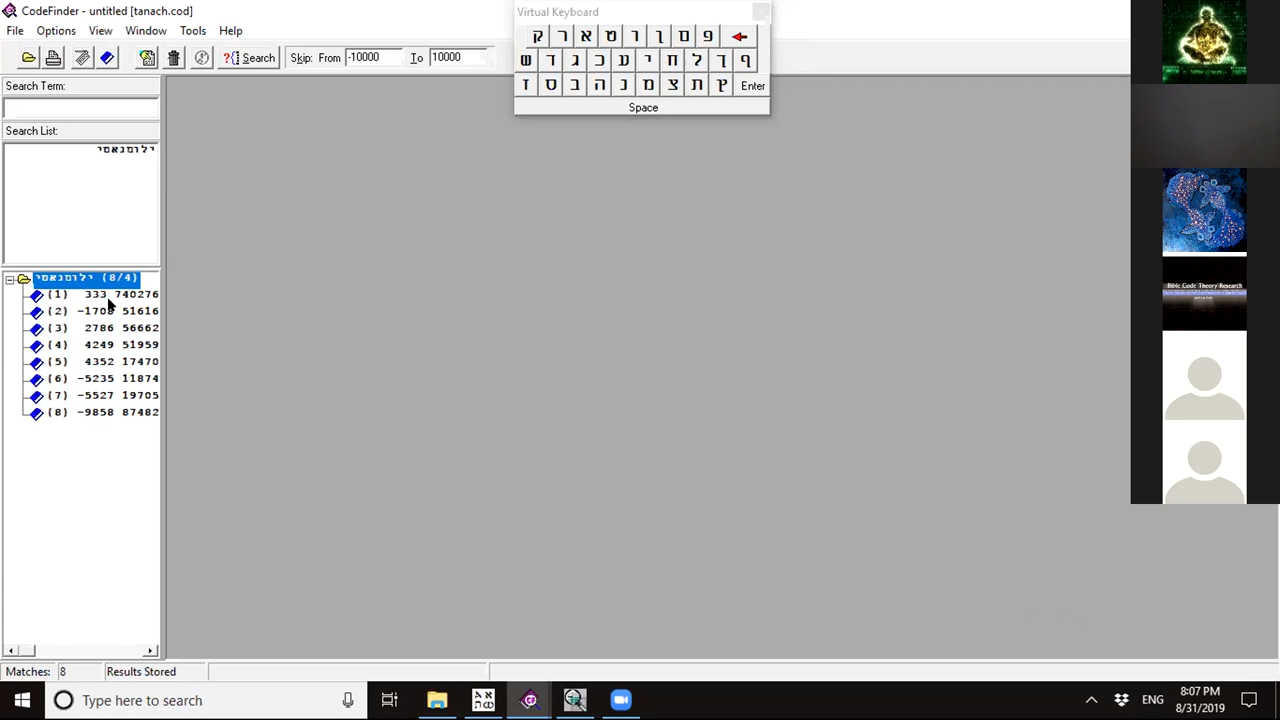 CodeFinder - untitled [tanach.cod]
File Options View Window Tools Help
?{] Search Skip: From -10000 To 10000
Search Term:
Search List:
ילומנאמי
ילומנאמי (8/4)
(1) 333 740276
(2) -1708 51616
(3) 2786 56662
(4) 4249 51959
(5) 4352 17470
(6) -5235 11874
(7) -5527 19705
(8) -9858 87482
Virtual Keyboard
ק ר א ט ו ן ם פ
ש ד ג כ ע י ח ל ך ף
ז ס ב ה נ מ צ ת ץ Enter
Space
Bible Code Theory Research
Matches: 8 Results Stored
Type here to search
ENG
8:07 PM
8/31/2019